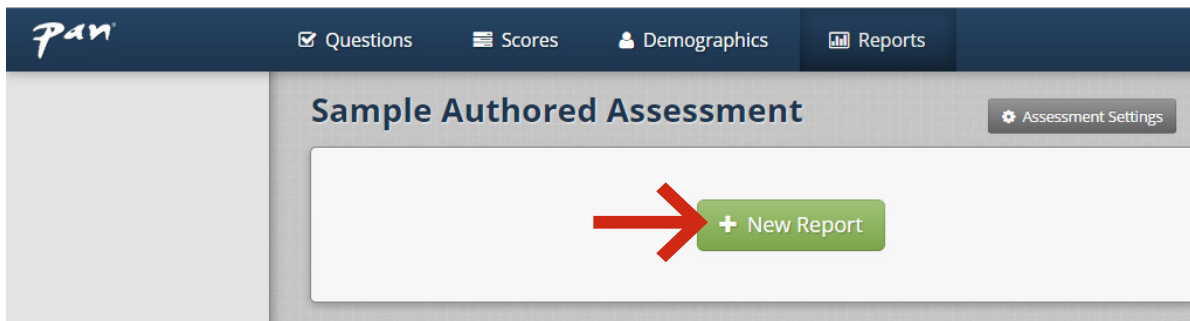 pan®
Questions
Scores
Demographics
Reports
Sample Authored Assessment
Assessment Settings
New Report